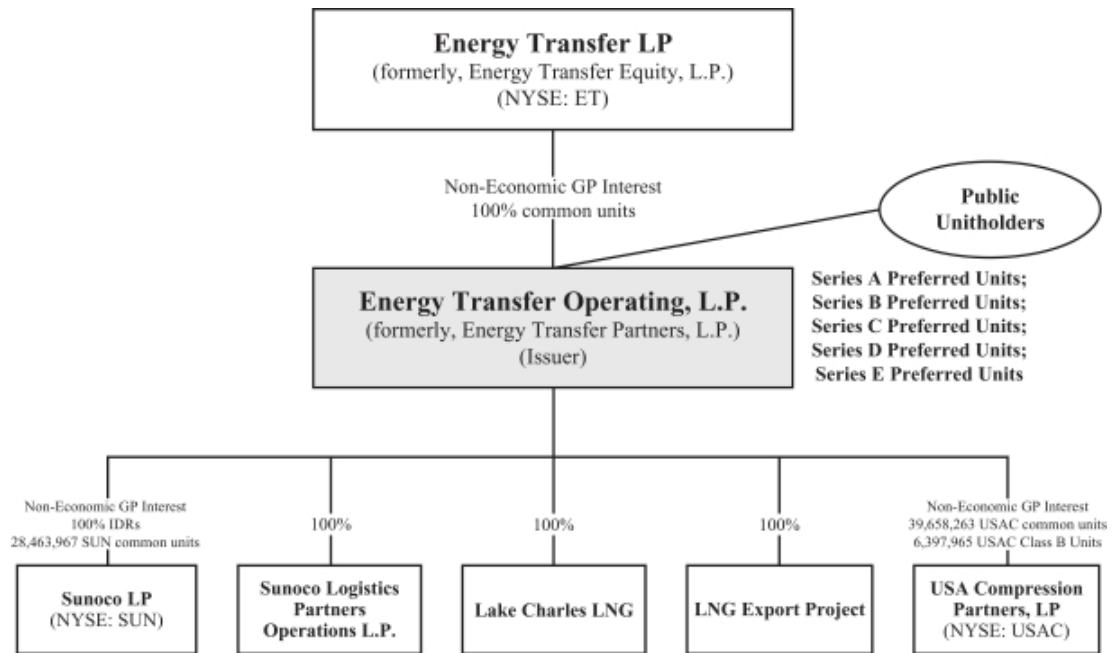 Energy Transfer LP
(formerly, Energy Transfer Equity, L.P.)
(NYSE: ET)
Non-Economic GP Interest
100% common units
Public
Unitholders
Energy Transfer Operating, L.P.
(formerly, Energy Transfer Partners, L.P.)
(Issuer)
Series A Preferred Units;
Series B Preferred Units;
Series C Preferred Units;
Series D Preferred Units;
Series E Preferred Units
Non-Economic GP Interest
100% IDRs
28,463,967 SUN common units
100%
100%
100%
Non-Economic GP Interest
39,658,263 USAC common units
6,397,965 USAC Class B Units
Sunoco LP
(NYSE: SUN)
Sunoco Logistics
Partners
Operations L.P.
Lake Charles LNG
LNG Export Project
USA Compression
Partners, LP
(NYSE: USAC)